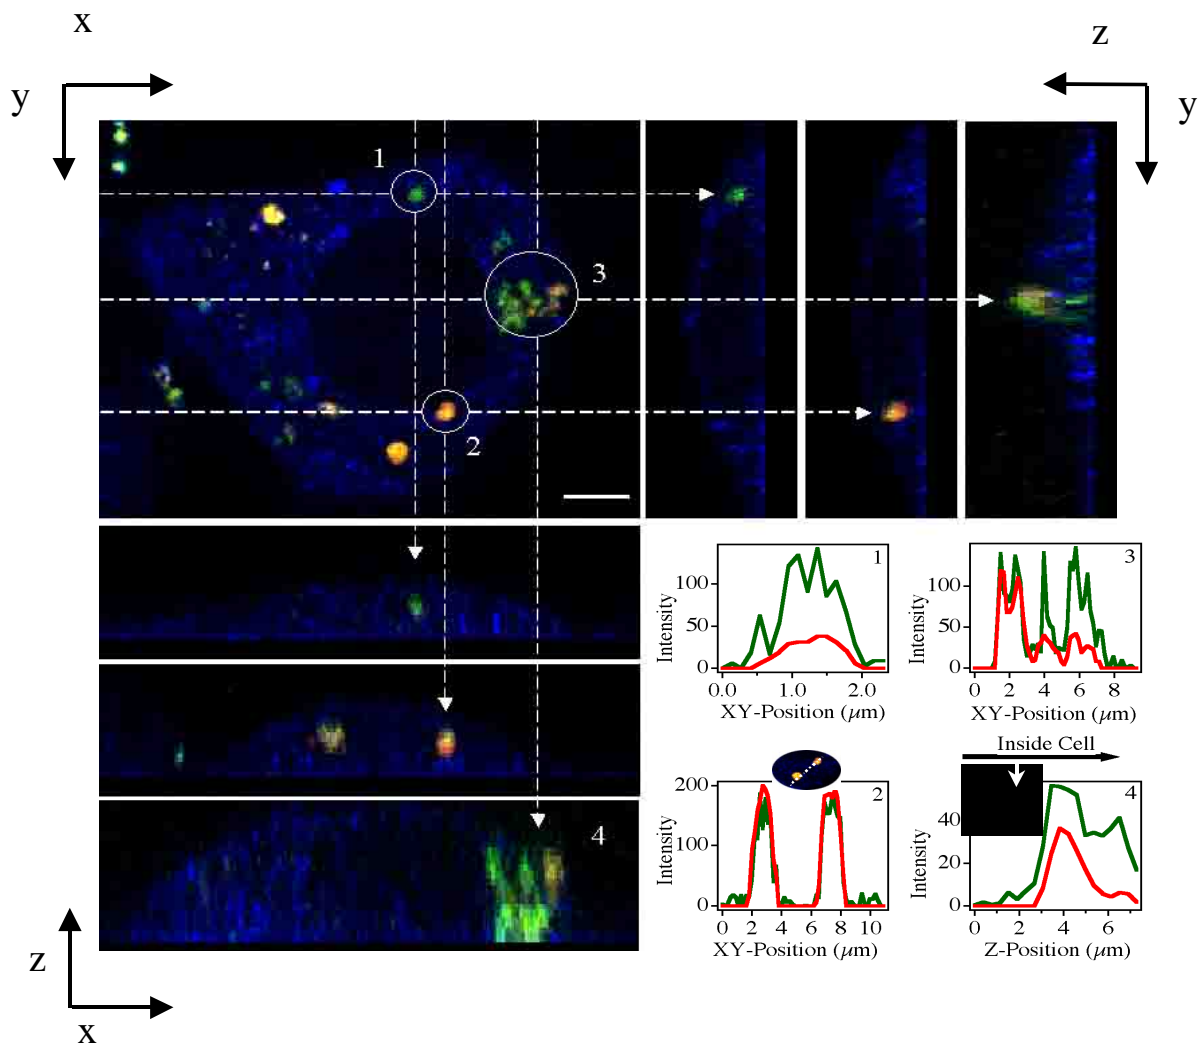 x
z
y
y
1
3
2
4
1
100
50
0
Intensity
0.0 1.0 2.0
XY-Position (µm)
3
100
50
0
Intensity
0 2 4 6 8
XY-Position (µm)
2
200
100
0
Intensity
0 2 4 6 8 10
XY-Position (µm)
Inside Cell
4
40
20
0
Intensity
0 2 4 6
Z-Position (µm)
z
x